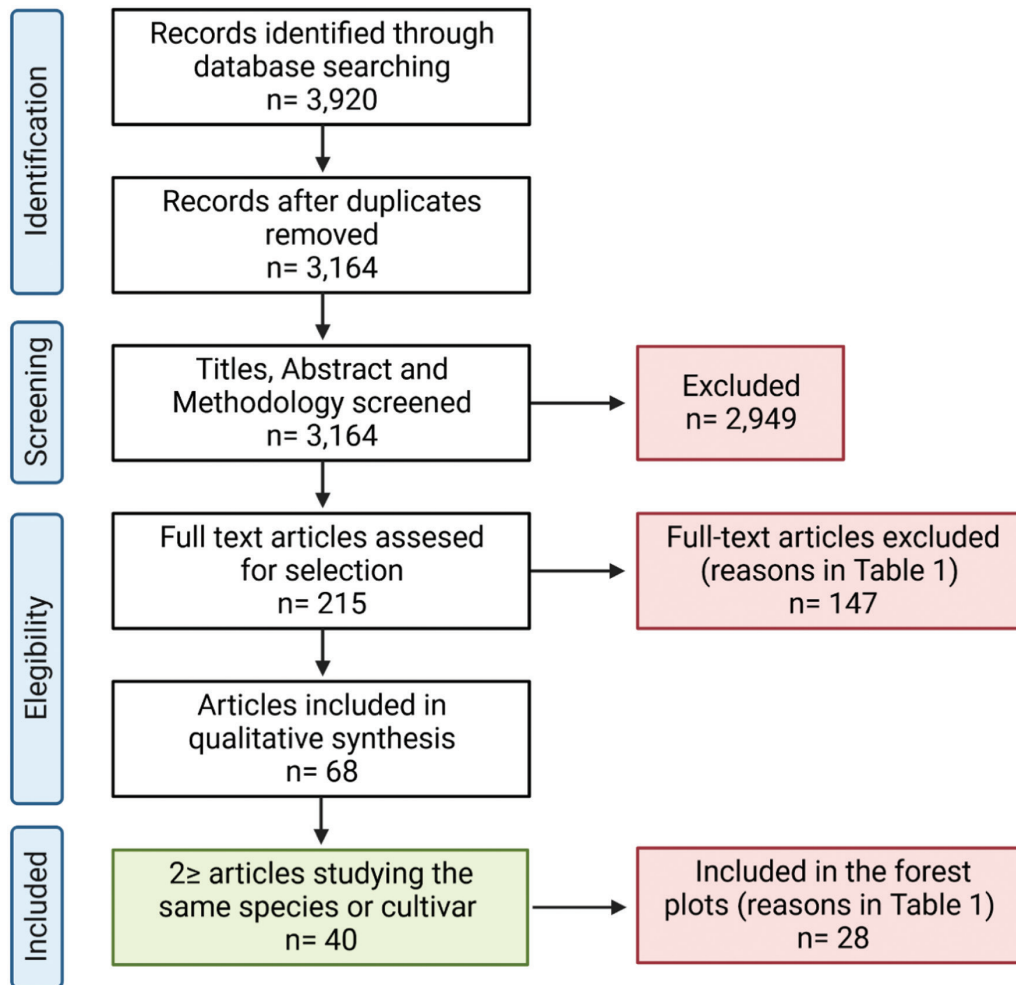 Identification
Records identified through
database searching
n= 3,920
Records after duplicates
removed
n= 3,164
Screening
Titles, Abstract and
Methodology screened
n= 3,164
Excluded
n= 2,949
Elegibility
Full text articles assesed
for selection
n= 215
Full-text articles excluded
(reasons in Table 1)
n= 147
Articles included in
qualitative synthesis
n= 68
Included
2≥ articles studying the
same species or cultivar
n= 40
Included in the forest
plots (reasons in Table 1)
n= 28